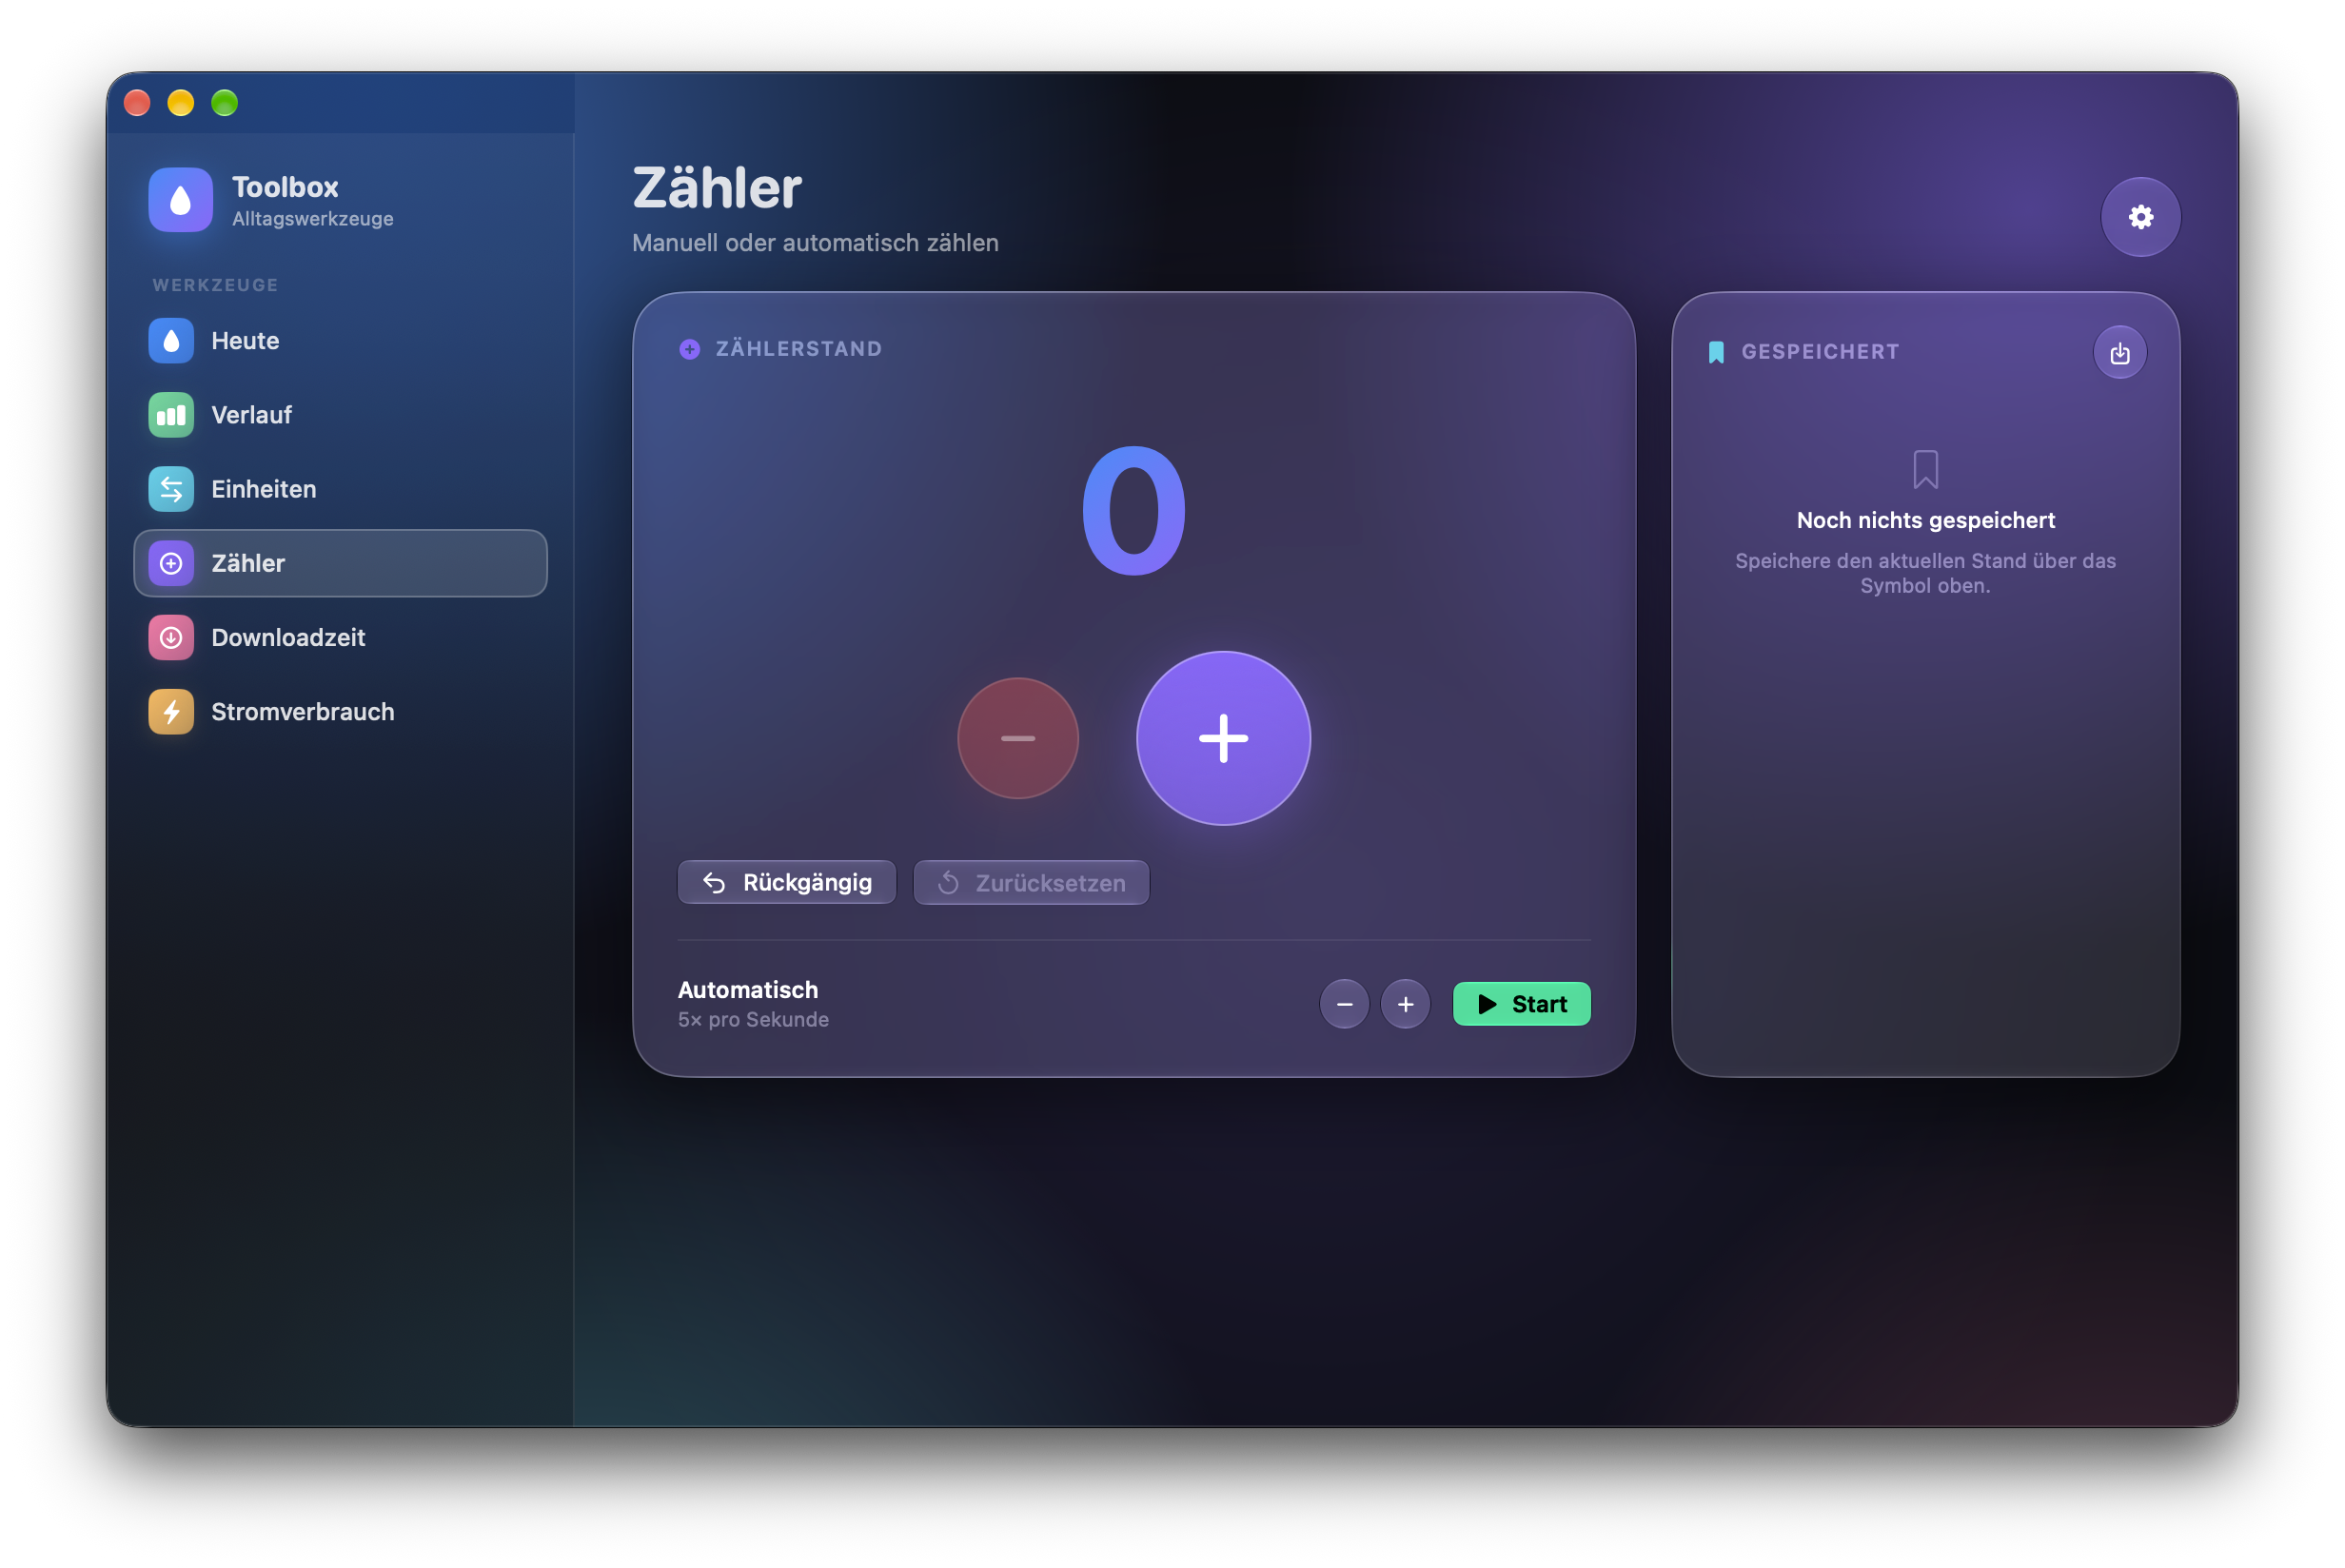 Toolbox
Alltagswerkzeuge
WERKZEUGE
Heute
Verlauf
Einheiten
Zähler
Downloadzeit
Stromverbrauch
Zähler
Manuell oder automatisch zählen
ZÄHLERSTAND
0
Rückgängig
Zurücksetzen
Automatisch
5× pro Sekunde
Start
GESPEICHERT
Noch nichts gespeichert
Speichere den aktuellen Stand über das
Symbol oben.